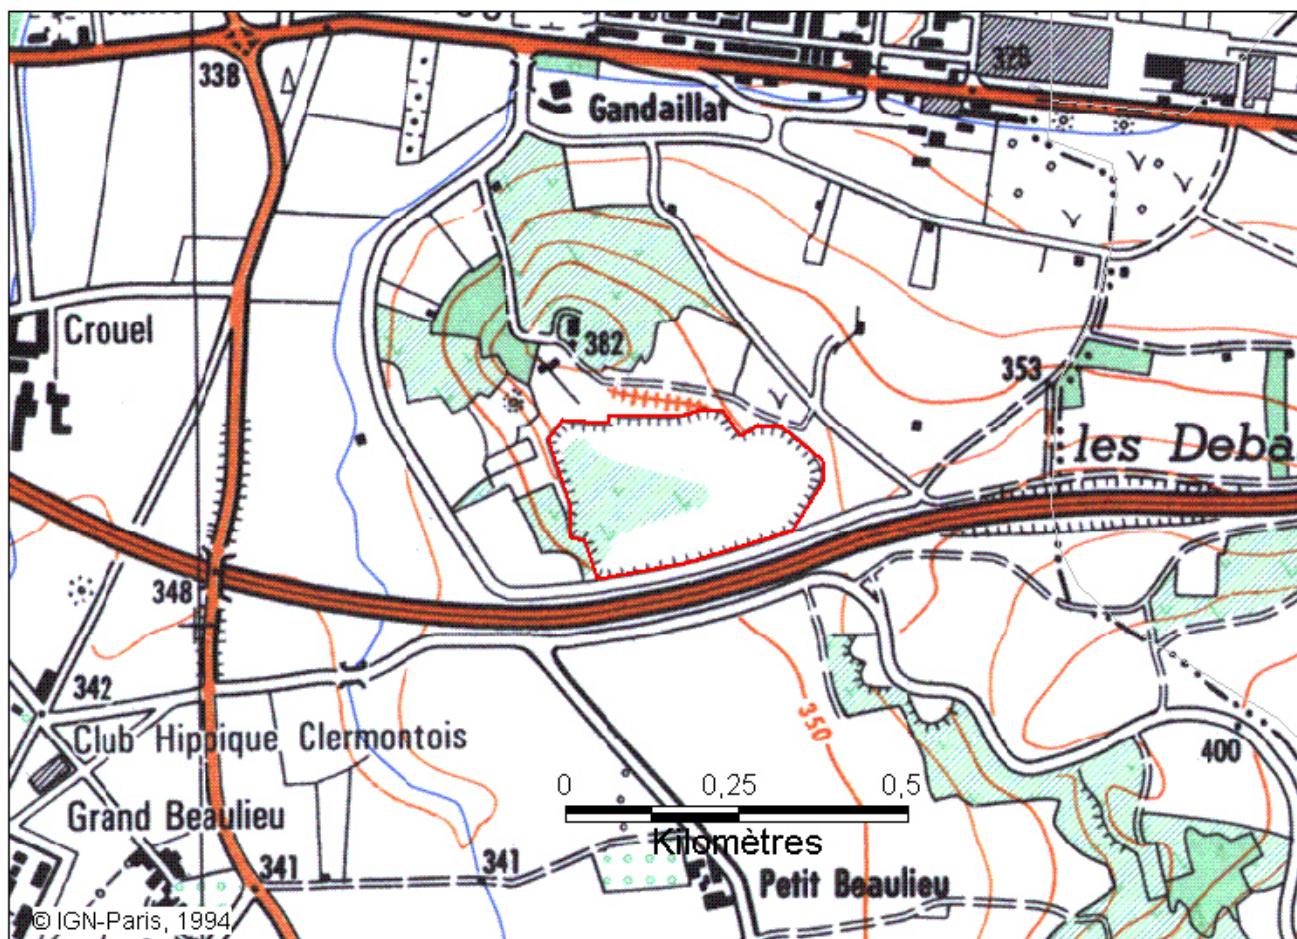 338
328
Gandaillat
Crouel
382
353
les Deba
348
342
350
Club Hippique Clermontois
400
0 0,25 0,5
Kilomètres
Grand Beaulieu
341
341
Petit Beaulieu
© IGN-Paris, 1994